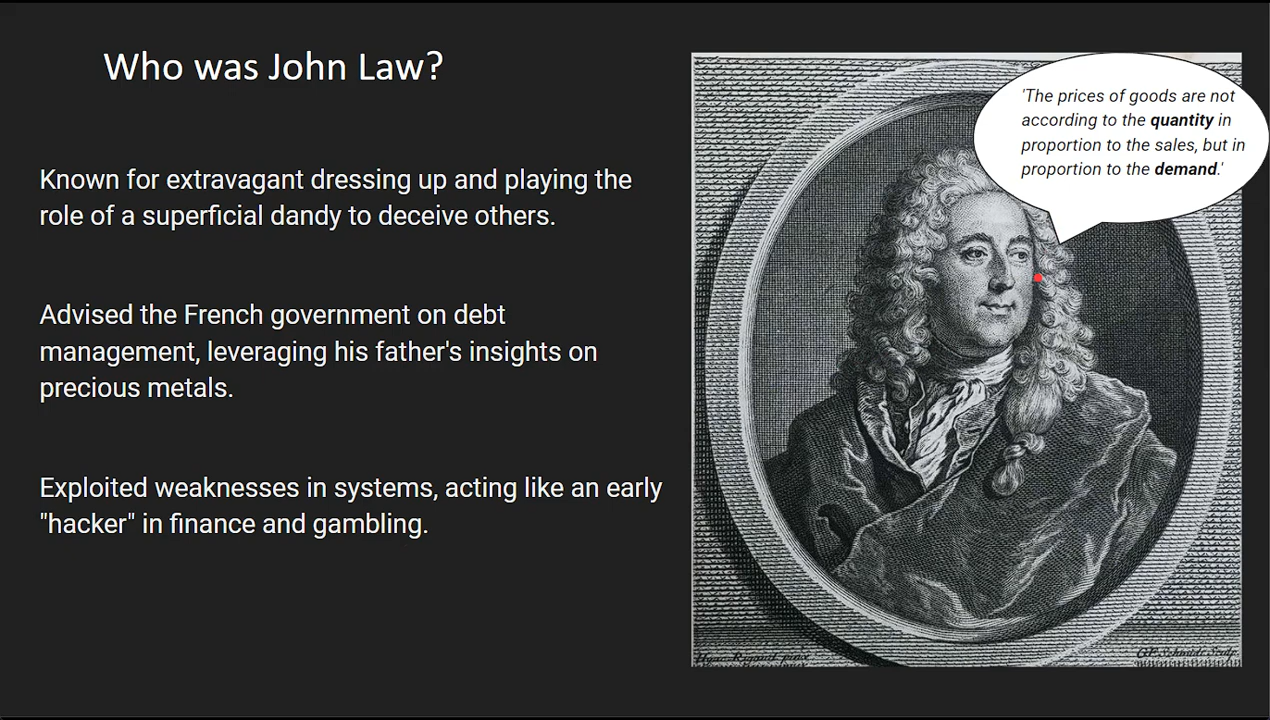 Who was John Law?
'The prices of goods are not
according to the quantity in
proportion to the sales, but in
proportion to the demand.'
Known for extravagant dressing up and playing the
role of a superficial dandy to deceive others.
Advised the French government on debt
management, leveraging his father's insights on
precious metals.
Exploited weaknesses in systems, acting like an early
"hacker" in finance and gambling.